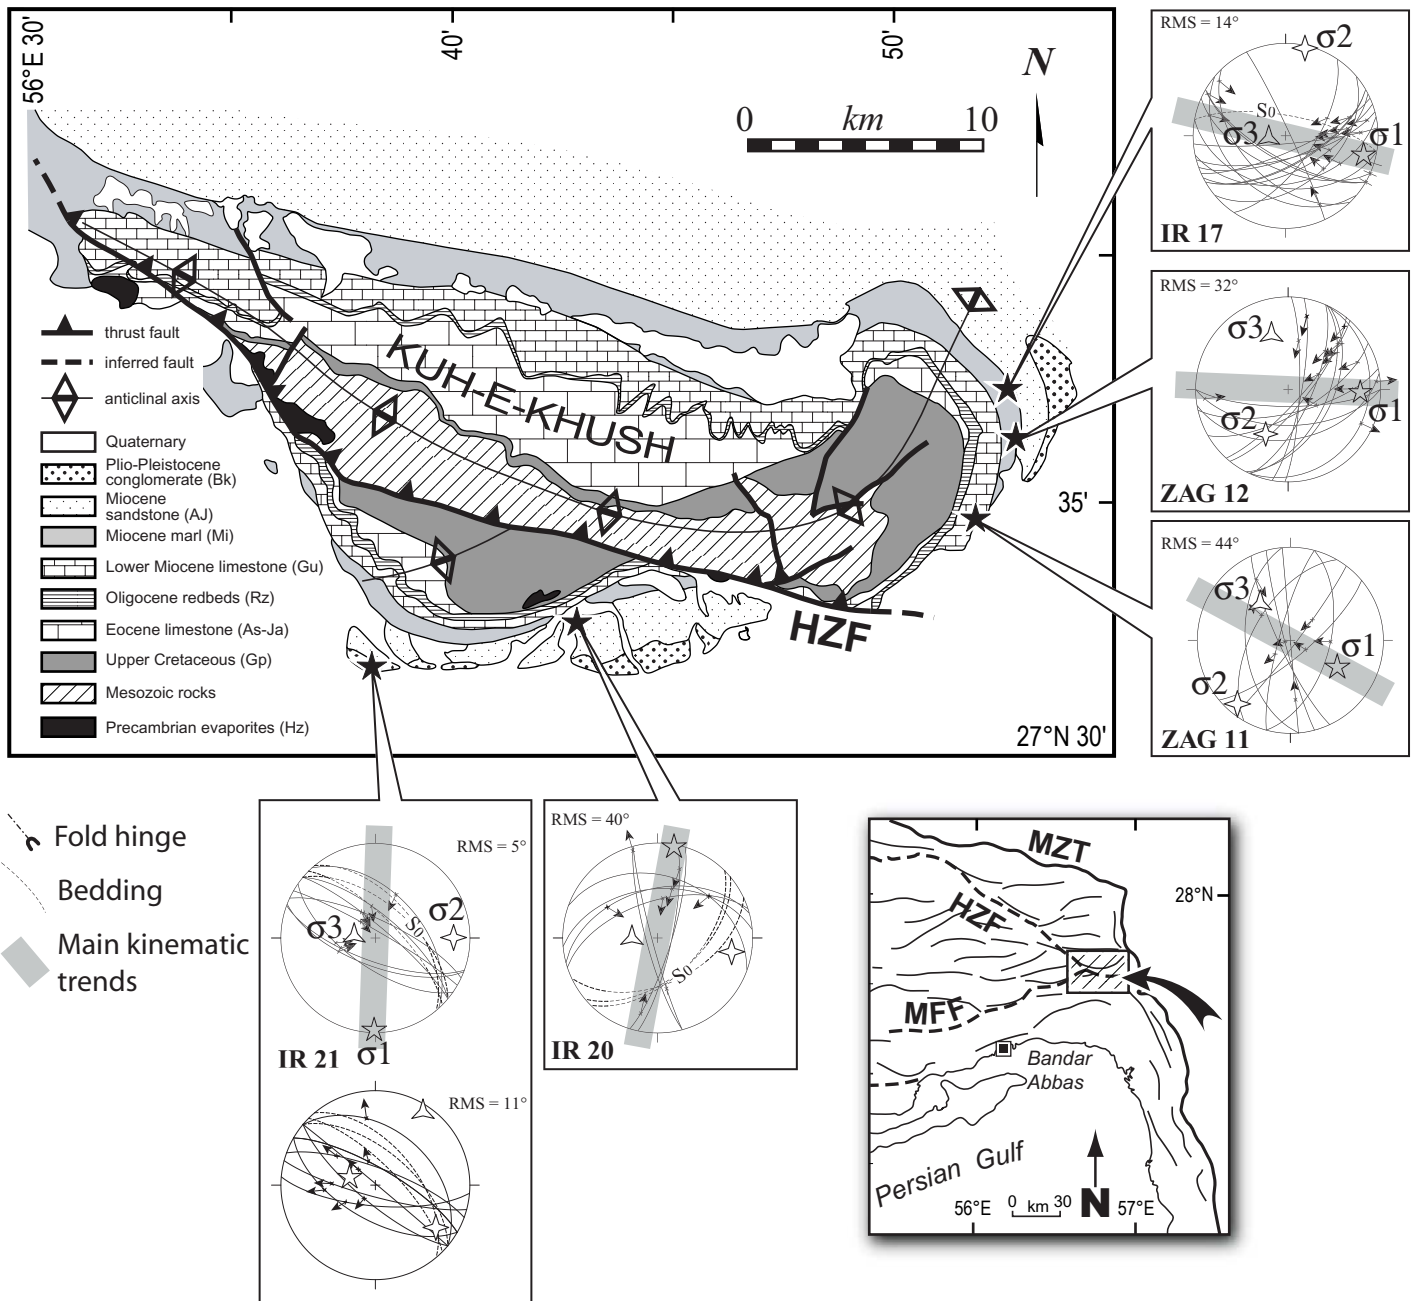 56°E 30'
40'
50'
N
0 km 10
KUH-E-KHUSH
HZF
35'
27°N 30'
thrust fault
inferred fault
anticlinal axis
Quaternary
Plio-Pleistocene
conglomerate (Bk)
Miocene
sandstone (AJ)
Miocene marl (Mi)
Lower Miocene limestone (Gu)
Oligocene redbeds (Rz)
Eocene limestone (As-Ja)
Upper Cretaceous (Gp)
Mesozoic rocks
Precambrian evaporites (Hz)
RMS = 14°
σ2
S0
σ3
σ1
IR 17
RMS = 32°
σ3
σ2
σ1
ZAG 12
RMS = 44°
σ3
σ1
σ2
ZAG 11
Fold hinge
Bedding
Main kinematic
trends
RMS = 5°
σ3
S0
σ2
IR 21
σ1
RMS = 11°
RMS = 40°
S0
IR 20
MZT
28°N
HZF
MFF
Bandar
Abbas
Persian Gulf
56°E
0 km 30
N
57°E